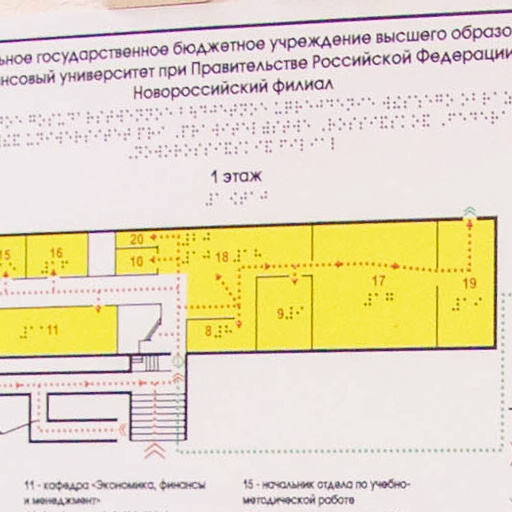 ьное государственное бюджетное учреждение высшего образо
нсовый университет при Правительстве Российской Федерации
Новороссийский филиал
1 этаж
15
16
20
10
18
17
19
11
8
9
11 - кафедра «Экономика, финансы
и менеджмент»
15 - начальник отдела по учебно-
методической работе